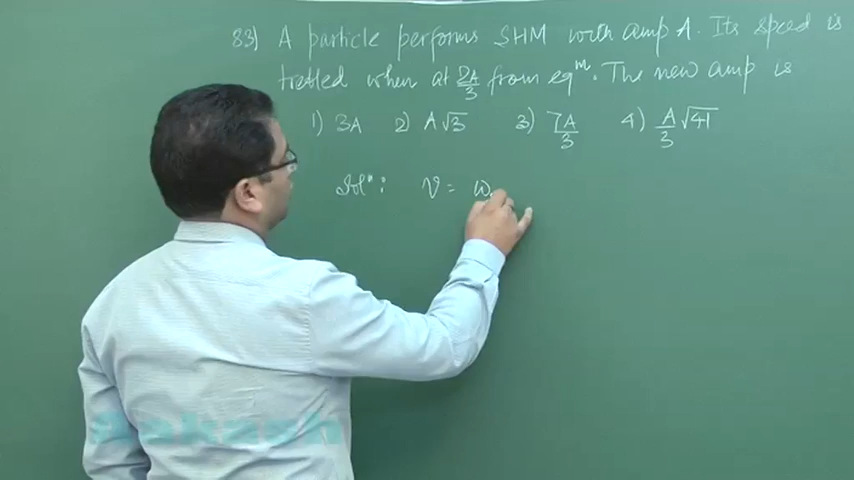 83) A particle performs SHM with amp A. Its speed is
trebled when at 2A/3 from eqᵐ. The new amp is
1) 3A 2) A√3 3) 7A/3 4) A/3 √41
Solⁿ: V = ω
Aakash